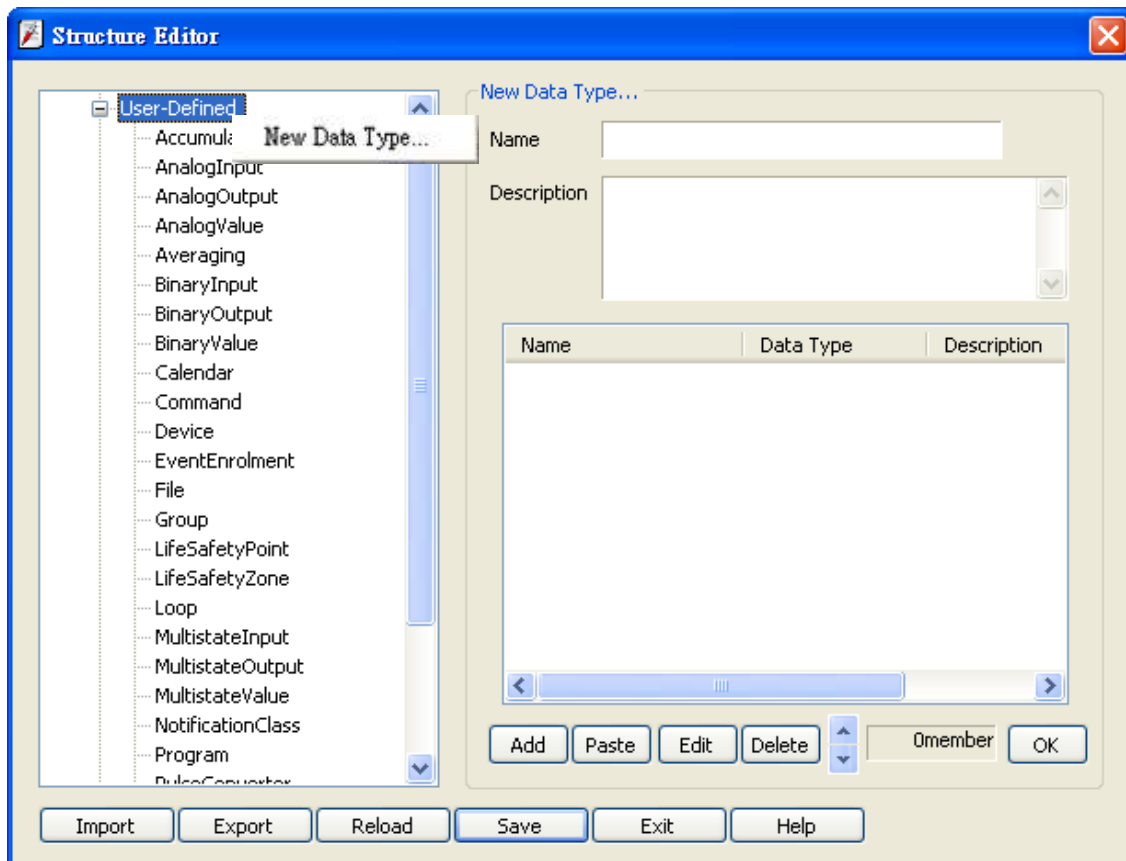 Structure Editor
User-Defined
New Data Type...
AnalogInput
AnalogOutput
AnalogValue
Averaging
BinaryInput
BinaryOutput
BinaryValue
Calendar
Command
Device
EventEnrolment
File
Group
LifeSafetyPoint
LifeSafetyZone
Loop
MultistateInput
MultistateOutput
MultistateValue
NotificationClass
Program
New Data Type...
Name
Description
Name Data Type Description
Add Paste Edit Delete 0member OK
Import Export Reload Save Exit Help